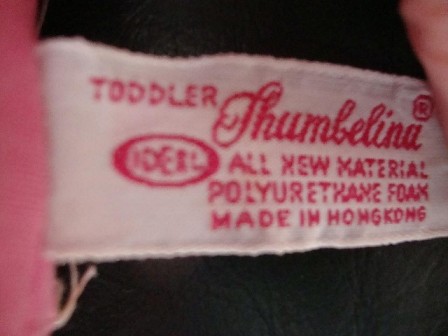 TODDLER Thumbelina ®
IDEAL ALL NEW MATERIAL
POLYURETHANE FOAM
MADE IN HONGKONG